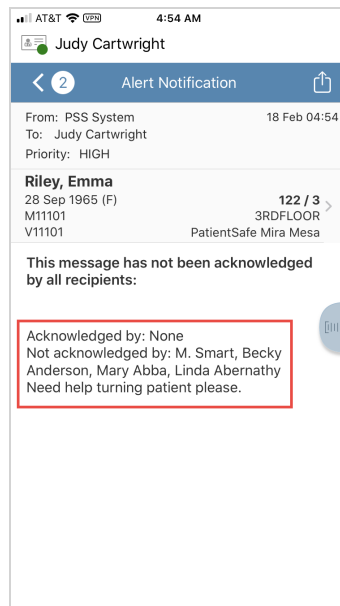 AT&T VPN 4:54 AM
Judy Cartwright
2 Alert Notification
From: PSS System 18 Feb 04:54
To: Judy Cartwright
Priority: HIGH
Riley, Emma
28 Sep 1965 (F) 122 / 3
M11101 3RDFLOOR
V11101 PatientSafe Mira Mesa
This message has not been acknowledged
by all recipients:
Acknowledged by: None
Not acknowledged by: M. Smart, Becky
Anderson, Mary Abba, Linda Abernathy
Need help turning patient please.